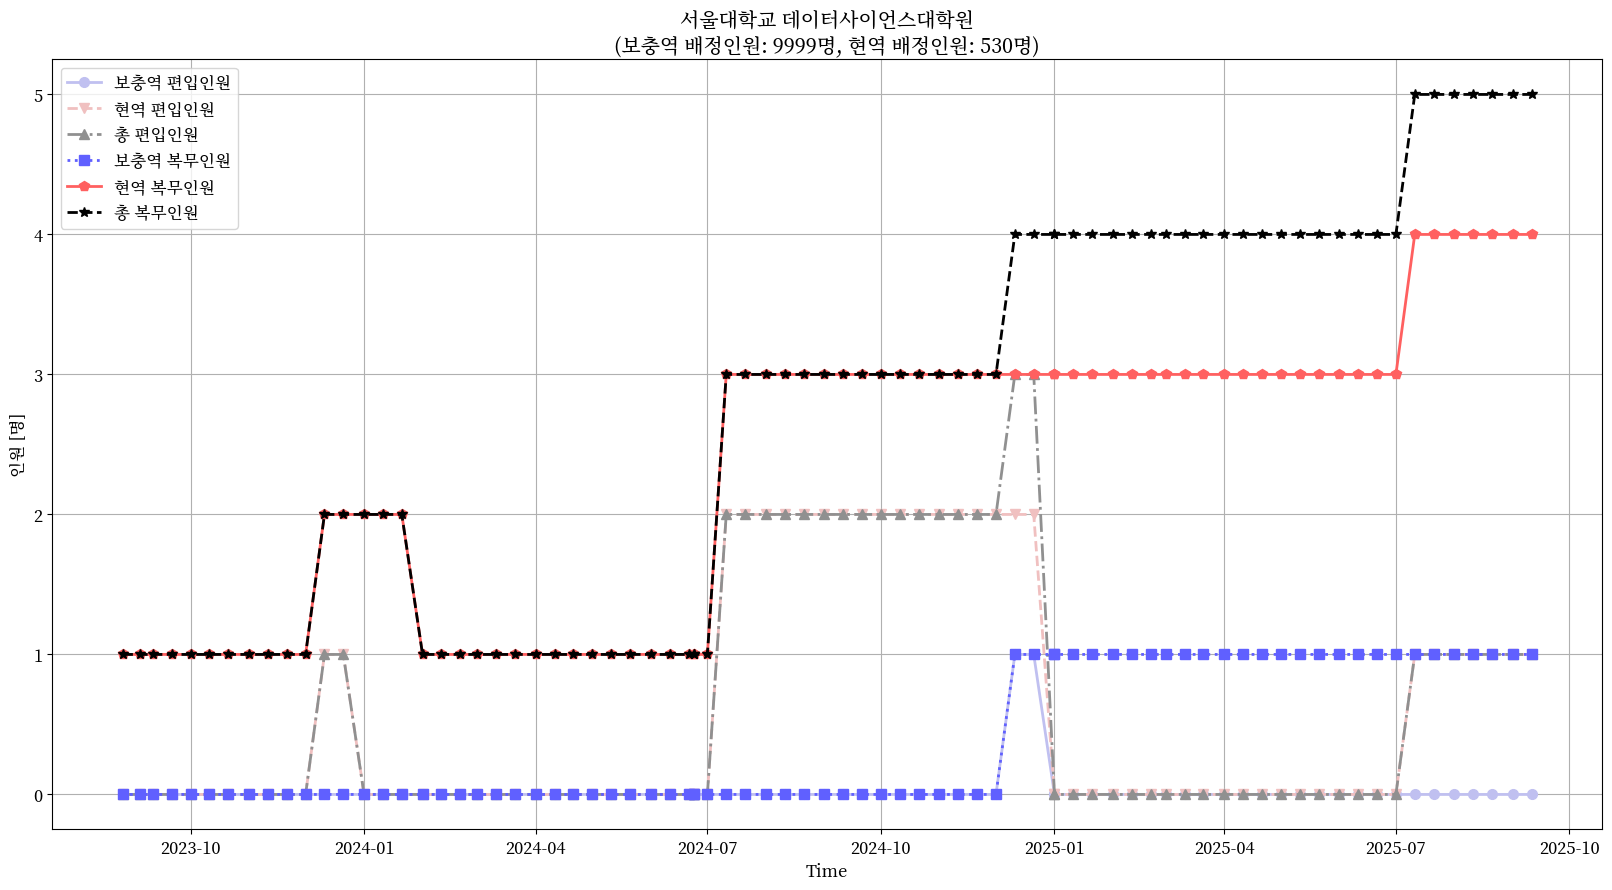 서울대학교 데이터사이언스대학원
(보충역 배정인원: 9999명, 현역 배정인원: 530명)
보충역 편입인원
현역 편입인원
총 편입인원
보충역 복무인원
현역 복무인원
총 복무인원
인원 [명]
5
4
3
2
1
0
2023-10
2024-01
2024-04
2024-07
2024-10
2025-01
2025-04
2025-07
2025-10
Time